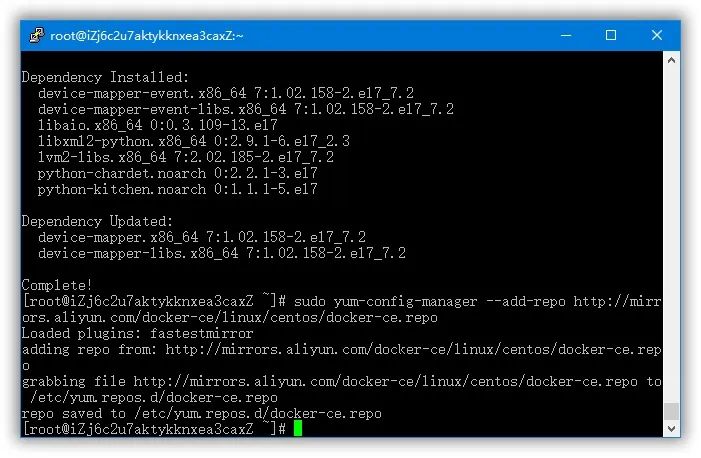 root@iZj6c2u7aktykknxea3caxZ:~
Dependency Installed:
device-mapper-event.x86_64 7:1.02.158-2.el7_7.2
device-mapper-event-libs.x86_64 7:1.02.158-2.el7_7.2
libaio.x86_64 0:0.3.109-13.el7
libxml2-python.x86_64 0:2.9.1-6.el7_2.3
lvm2-libs.x86_64 7:2.02.185-2.el7_7.2
python-chardet.noarch 0:2.2.1-3.el7
python-kitchen.noarch 0:1.1.1-5.el7
Dependency Updated:
device-mapper.x86_64 7:1.02.158-2.el7_7.2
device-mapper-libs.x86_64 7:1.02.158-2.el7_7.2
Complete!
[root@iZj6c2u7aktykknxea3caxZ ~]# sudo yum-config-manager --add-repo http://mirr
ors.aliyun.com/docker-ce/linux/centos/docker-ce.repo
Loaded plugins: fastestmirror
adding repo from: http://mirrors.aliyun.com/docker-ce/linux/centos/docker-ce.rep
o
grabbing file http://mirrors.aliyun.com/docker-ce/linux/centos/docker-ce.repo to
/etc/yum.repos.d/docker-ce.repo
repo saved to /etc/yum.repos.d/docker-ce.repo
[root@iZj6c2u7aktykknxea3caxZ ~]#